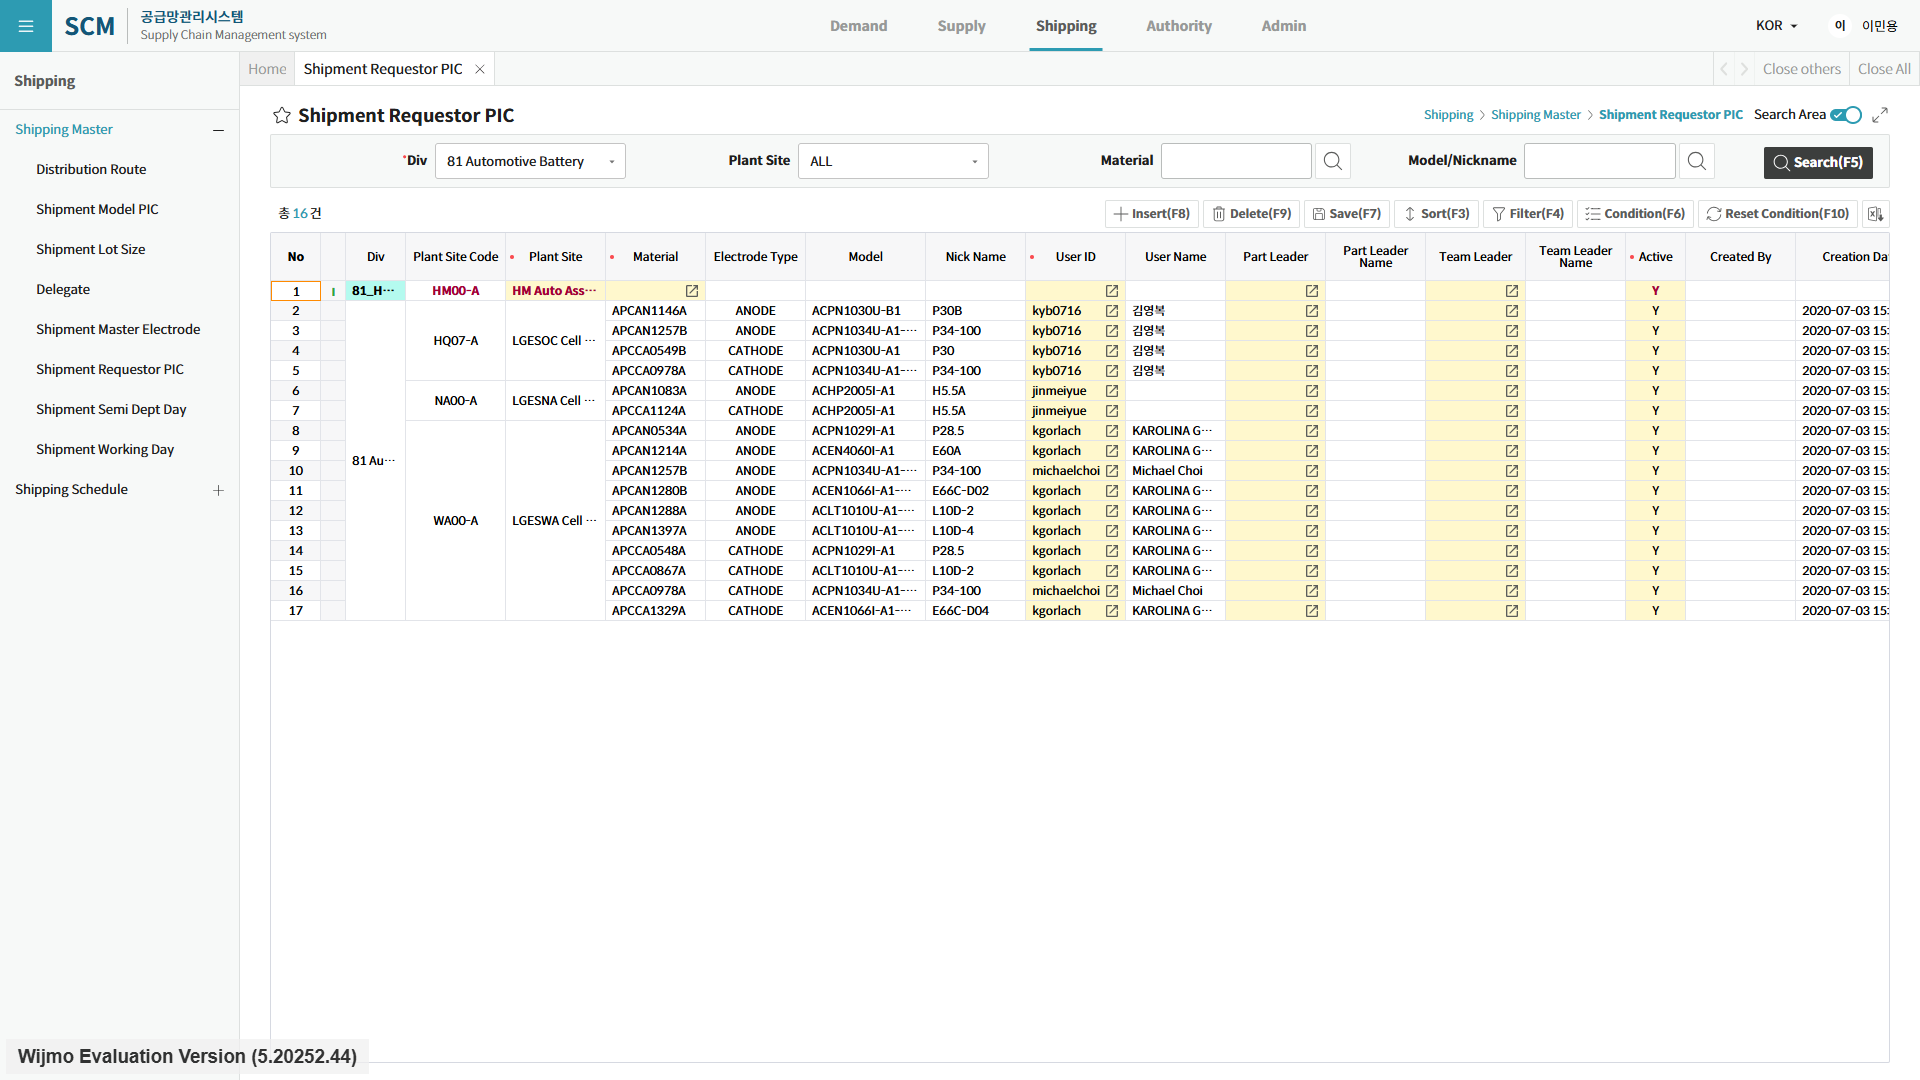 SCM 공급망관리시스템
Supply Chain Management system
Demand Supply Shipping Authority Admin
KOR 이 이민용
Shipping
Home Shipment Requestor PIC
Close others Close All
Shipping Master
Distribution Route
Shipment Model PIC
Shipment Lot Size
Delegate
Shipment Master Electrode
Shipment Requestor PIC
Shipment Semi Dept Day
Shipment Working Day
Shipping Schedule
Shipment Requestor PIC
Shipping > Shipping Master > Shipment Requestor PIC Search Area
*Div 81 Automotive Battery Plant Site ALL Material Model/Nickname Search(F5)
총 16 건
Insert(F8) Delete(F9) Save(F7) Sort(F3) Filter(F4) Condition(F6) Reset Condition(F10)
No Div Plant Site Code Plant Site Material Electrode Type Model Nick Name User ID User Name Part Leader Part Leader Name Team Leader Team Leader Name Active Created By Creation Da
1 I 81_H··· HM00-A HM Auto Ass··· Y
2 APCAN1146A ANODE ACPN1030U-B1 P30B kyb0716 김영복 Y 2020-07-03 15:
3 APCAN1257B ANODE ACPN1034U-A1-··· P34-100 kyb0716 김영복 Y 2020-07-03 15:
HQ07-A LGESOC Cell ···
4 APCCA0549B CATHODE ACPN1030U-A1 P30 kyb0716 김영복 Y 2020-07-03 15:
5 APCCA0978A CATHODE ACPN1034U-A1-··· P34-100 kyb0716 김영복 Y 2020-07-03 15:
6 APCAN1083A ANODE ACHP2005I-A1 H5.5A jinmeiyue Y 2020-07-03 15:
NA00-A LGESNA Cell ···
7 APCCA1124A CATHODE ACHP2005I-A1 H5.5A jinmeiyue Y 2020-07-03 15:
8 APCAN0534A ANODE ACPN1029I-A1 P28.5 kgorlach KAROLINA G··· Y 2020-07-03 15:
9 APCAN1214A ANODE ACEN4060I-A1 E60A kgorlach KAROLINA G··· Y 2020-07-03 15:
81 Au···
10 APCAN1257B ANODE ACPN1034U-A1-··· P34-100 michaelchoi Michael Choi Y 2020-07-03 15:
11 APCAN1280B ANODE ACEN1066I-A1-··· E66C-D02 kgorlach KAROLINA G··· Y 2020-07-03 15:
12 APCAN1288A ANODE ACLT1010U-A1-··· L10D-2 kgorlach KAROLINA G··· Y 2020-07-03 15:
WA00-A LGESWA Cell ···
13 APCAN1397A ANODE ACLT1010U-A1-··· L10D-4 kgorlach KAROLINA G··· Y 2020-07-03 15:
14 APCCA0548A CATHODE ACPN1029I-A1 P28.5 kgorlach KAROLINA G··· Y 2020-07-03 15:
15 APCCA0867A CATHODE ACLT1010U-A1-··· L10D-2 kgorlach KAROLINA G··· Y 2020-07-03 15:
16 APCCA0978A CATHODE ACPN1034U-A1-··· P34-100 michaelchoi Michael Choi Y 2020-07-03 15:
17 APCCA1329A CATHODE ACEN1066I-A1-··· E66C-D04 kgorlach KAROLINA G··· Y 2020-07-03 15:
Wijmo Evaluation Version (5.20252.44)